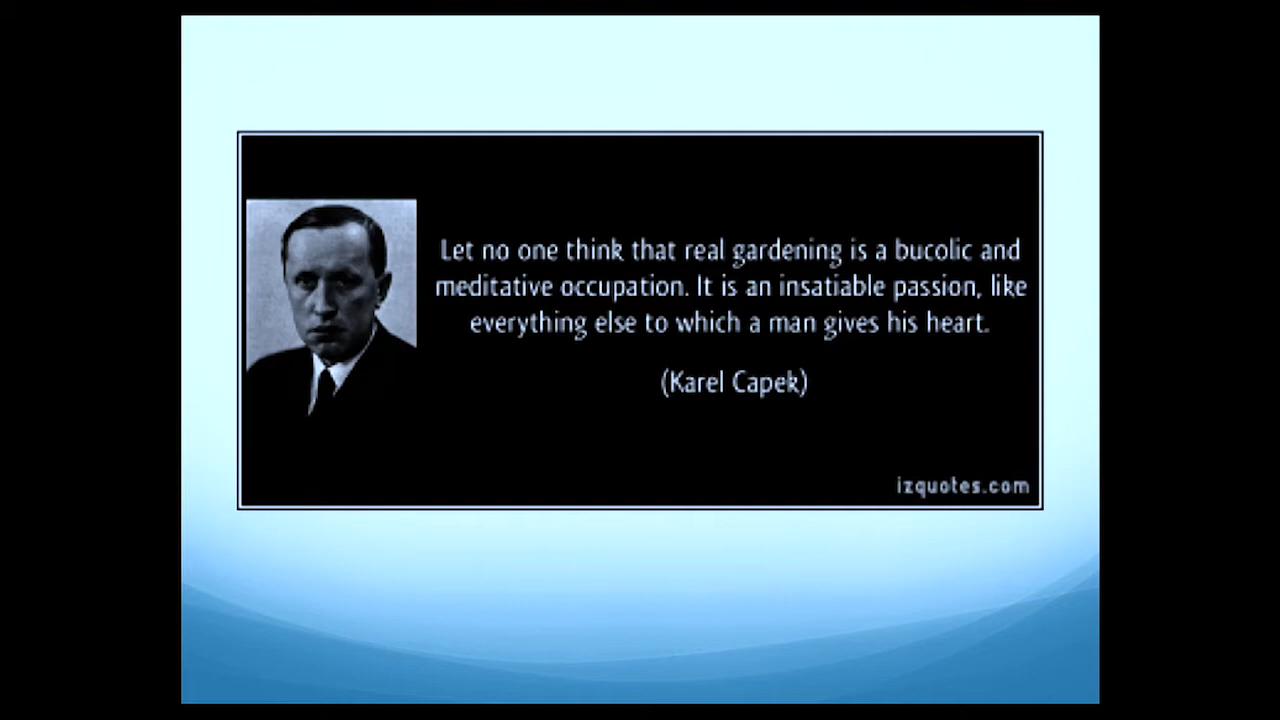 Let no one think that real gardening is a bucolic and
meditative occupation. It is an insatiable passion, like
everything else to which a man gives his heart.
(Karel Capek)
izquotes.com